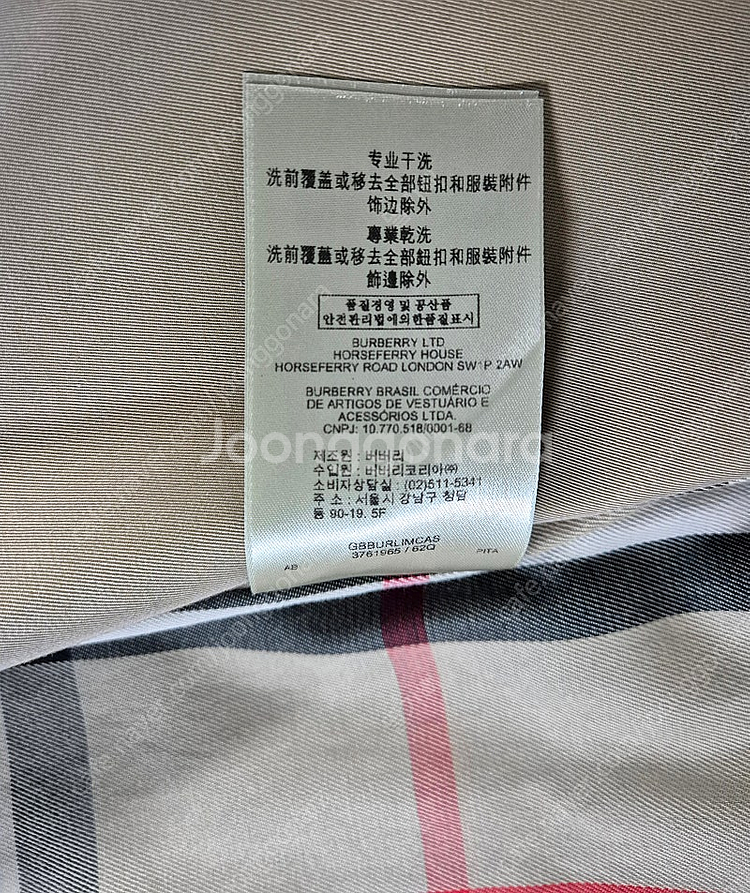 专业干洗
洗前覆盖或移去全部钮扣和服裝附件
饰边除外
專業乾洗
洗前覆蓋或移去全部鈕扣和服裝附件
飾邊除外
품질경영 및 공산품
안전관리법에의한품질표시
BURBERRY LTD
HORSEFERRY HOUSE
HORSEFERRY ROAD LONDON SW1P 2AW
BURBERRY BRASIL COMÉRCIO
DE ARTIGOS DE VESTUÁRIO E
ACESSÓRIOS LTDA.
CNPJ: 10.770.518/0001-68
Joonggonara
제조원 : 버버리
수입원 : 버버리코리아㈜
소비자상담실 : (02)511-5341
주 소 : 서울시 강남구 청담
동 90-19. 5F
GBBURLIMCAS
3761965 / 62Q
AB
PITA